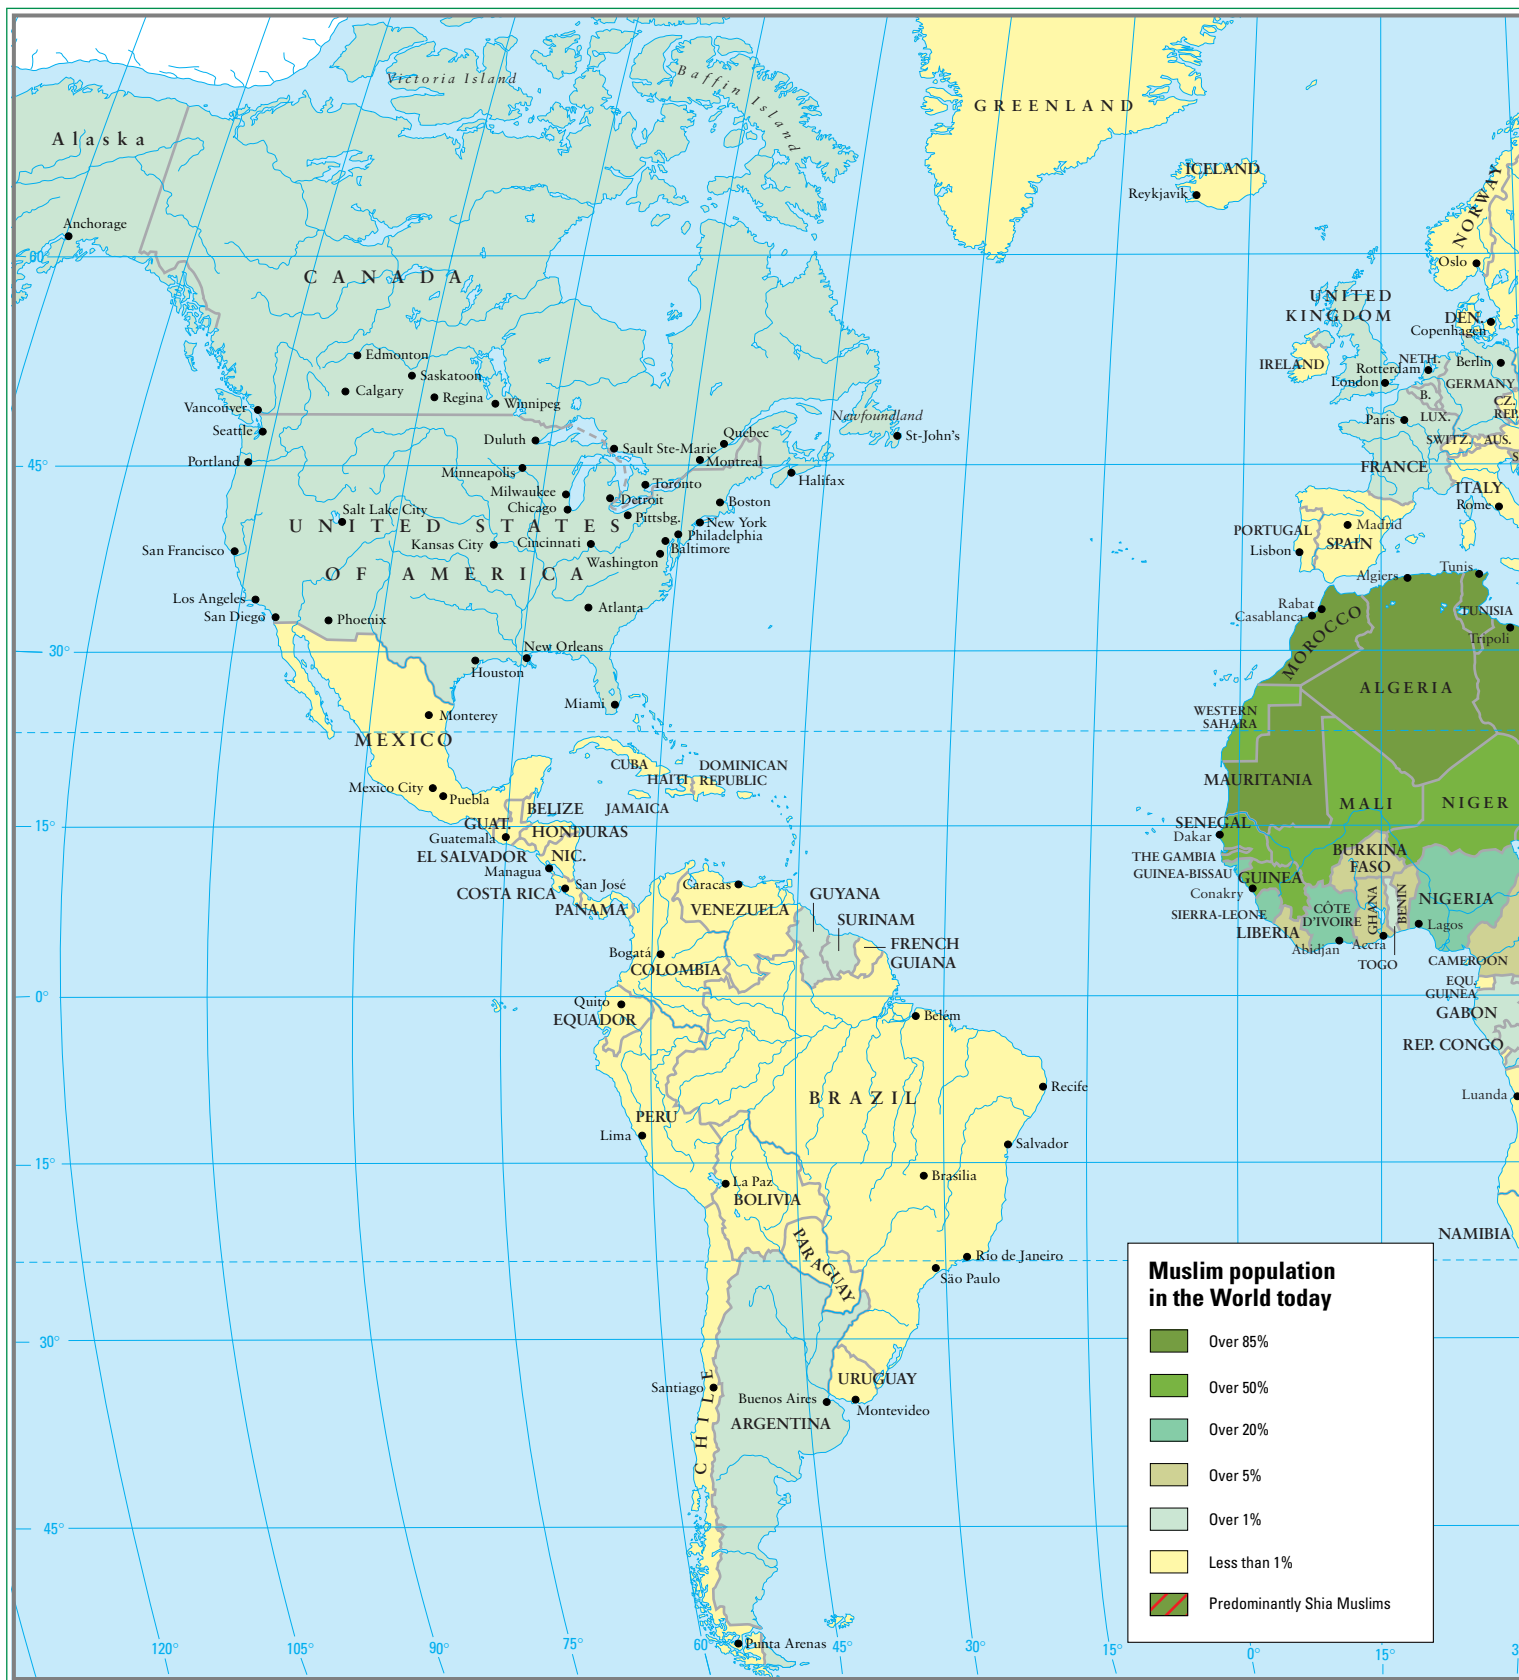 Victoria Island
Baffin Island
GREENLAND
Alaska
ICELAND
Reykjavik
NORWAY
Anchorage
60°
Oslo
CANADA
UNITED
KINGDOM
DEN.
Copenhagen
Edmonton
Saskatoon
Calgary
Regina
Winnipeg
IRELAND
NETH.
Rotterdam
Berlin
London
GERMANY
B.
LUX.
CZ.
REP.
Vancouver
Seattle
Newfoundland
St-John's
Paris
Duluth
Quebec
Sault Ste-Marie
Montreal
SWITZ.
AUS.
S
Portland
45°
Minneapolis
Toronto
Halifax
FRANCE
Milwaukee
Chicago
Detroit
Boston
ITALY
Rome
Salt Lake City
UNITED STATES
OF AMERICA
Pittsbg.
New York
Philadelphia
Baltimore
Washington
San Francisco
Kansas City
Cincinnati
PORTUGAL
Lisbon
Madrid
SPAIN
Algiers
Tunis
Los Angeles
San Diego
Phoenix
Atlanta
Rabat
Casablanca
MOROCCO
TUNISIA
Tripoli
30°
New Orleans
Houston
Miami
ALGERIA
Monterey
MEXICO
WESTERN
SAHARA
CUBA
HAITI
DOMINICAN
REPUBLIC
Mexico City
Puebla
JAMAICA
BELIZE
MAURITANIA
MALI
NIGER
15°
GUAT.
Guatemala
HONDURAS
EL SALVADOR
NIC.
Managua
SENEGAL
Dakar
THE GAMBIA
GUINEA-BISSAU
BURKINA
FASO
COSTA RICA
San José
PANAMA
Caracas
VENEZUELA
GUYANA
SURINAM
FRENCH
GUIANA
GUINEA
Conakry
SIERRA-LEONE
LIBERIA
CÔTE
D'IVOIRE
Abidjan
GHANA
Accra
BENIN
TOGO
NIGERIA
Lagos
CAMEROON
Bogatá
COLOMBIA
EQU.
GUINEA
0°
Quito
EQUADOR
Belém
GABON
REP. CONGO
BRAZIL
Recife
Luanda
PERU
Lima
Salvador
15°
La Paz
BOLIVIA
Brasilia
NAMIBIA
PARAGUAY
Rio de Janeiro
São Paulo
30°
CHILE
Santiago
URUGUAY
Buenos Aires
ARGENTINA
Montevideo
45°
Punta Arenas
Muslim population
in the World today
Over 85%
Over 50%
Over 20%
Over 5%
Over 1%
Less than 1%
Predominantly Shia Muslims
120°
105°
90°
75°
60°
45°
30°
15°
0°
15°
3